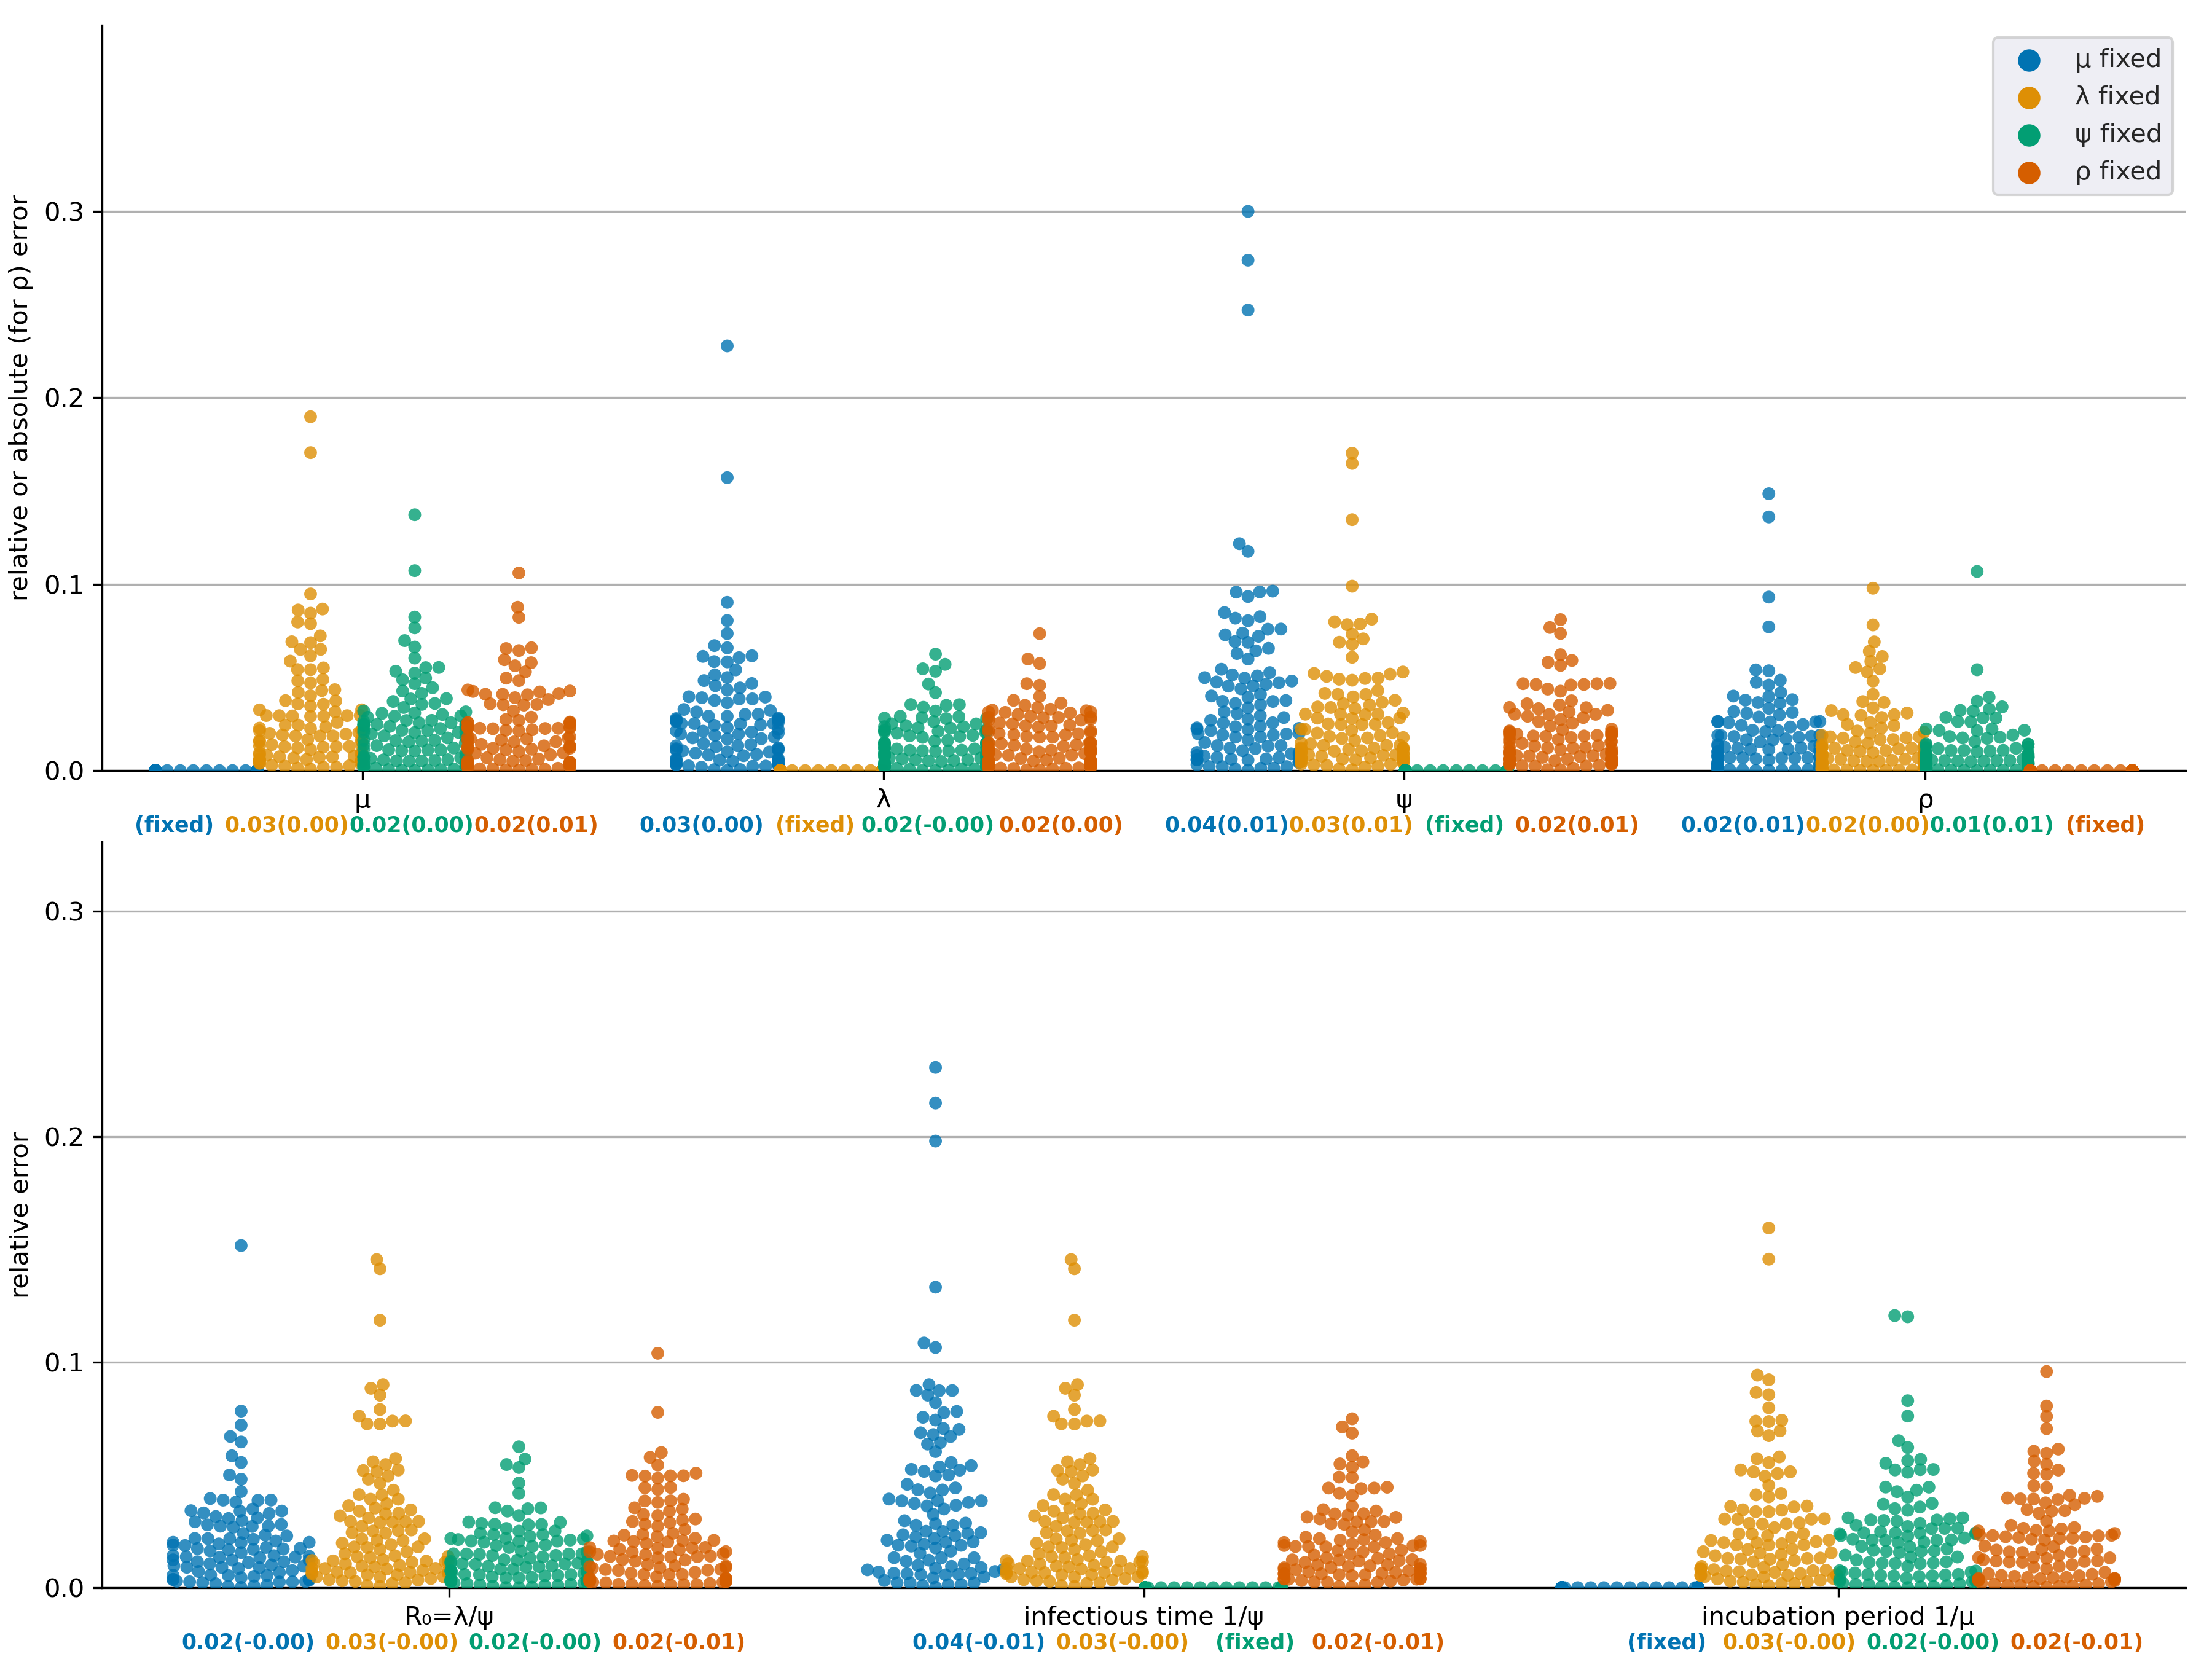 μ fixed
λ fixed
ψ fixed
ρ fixed
relative or absolute (for ρ) error
0.3
0.2
0.1
0.0
μ λ ψ ρ
(fixed) 0.03(0.00) 0.02(0.00) 0.02(0.01) 0.03(0.00) (fixed) 0.02(-0.00) 0.02(0.00) 0.04(0.01) 0.03(0.01) (fixed) 0.02(0.01) 0.02(0.01) 0.02(0.00) 0.01(0.01) (fixed)
relative error
0.3
0.2
0.1
0.0
R₀=λ/ψ infectious time 1/ψ incubation period 1/μ
0.02(-0.00) 0.03(-0.00) 0.02(-0.00) 0.02(-0.01) 0.04(-0.01) 0.03(-0.00) (fixed) 0.02(-0.01) (fixed) 0.03(-0.00) 0.02(-0.00) 0.02(-0.01)